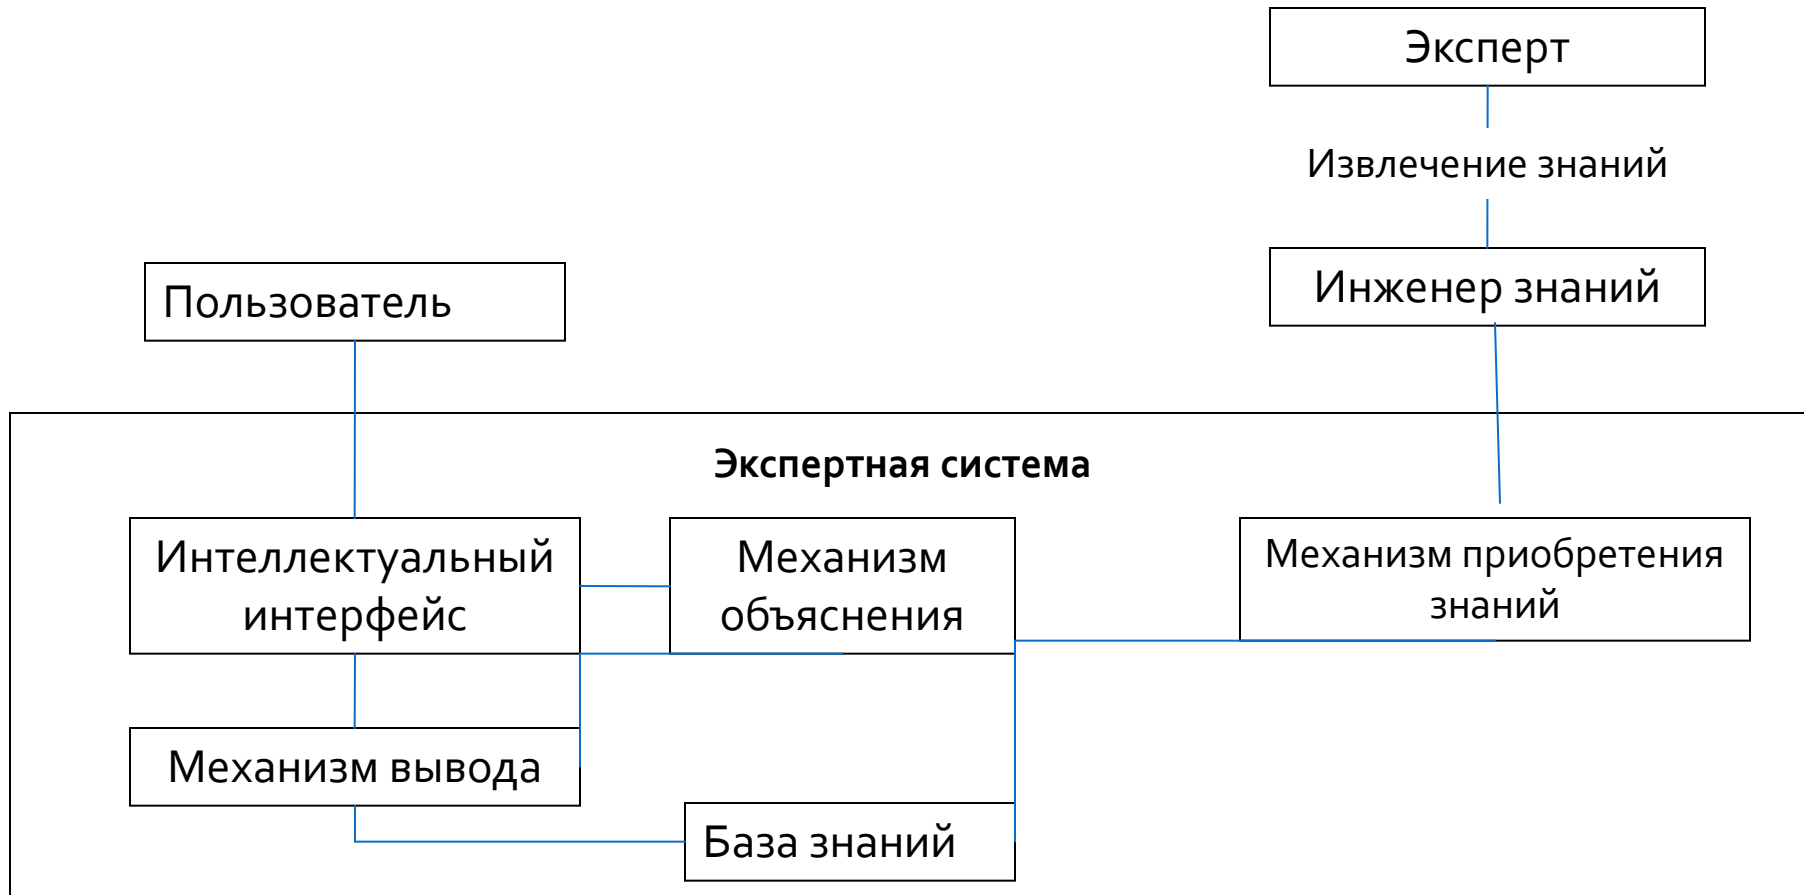 Эксперт
Извлечение знаний
Инженер знаний
Пользователь
Экспертная система
Интеллектуальный
интерфейс
Механизм
объяснения
Механизм приобретения
знаний
Механизм вывода
База знаний